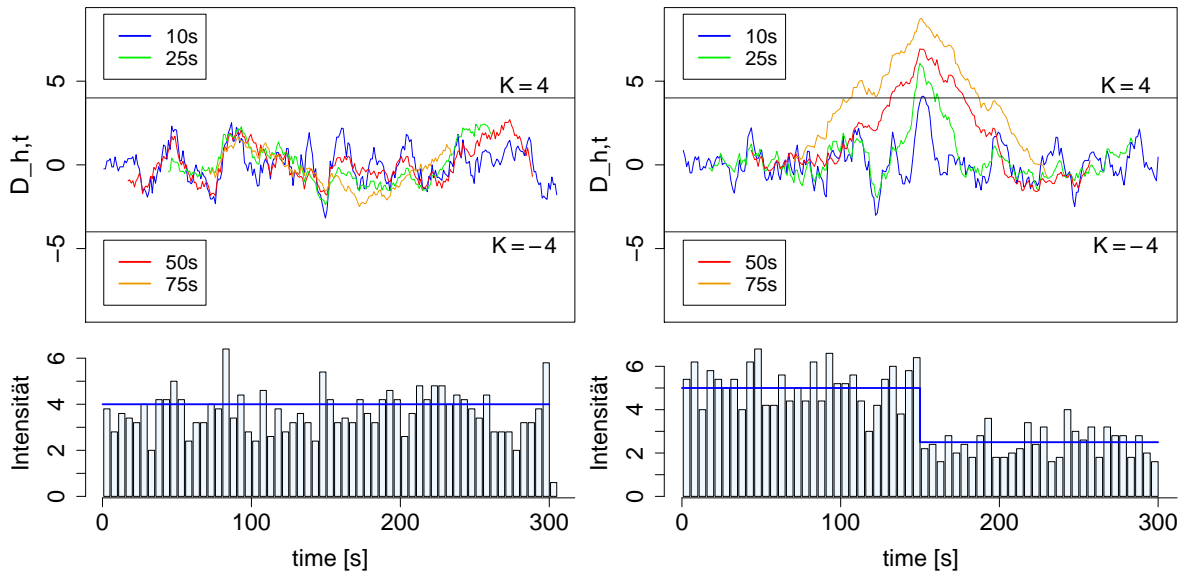 10s
25s
K = 4
5
0
−5
D_h,t
K = −4
50s
75s
10s
25s
K = 4
5
0
−5
D_h,t
K = −4
50s
75s
6
4
2
0
Intensität
0 100 200 300
time [s]
6
4
2
0
Intensität
0 100 200 300
time [s]